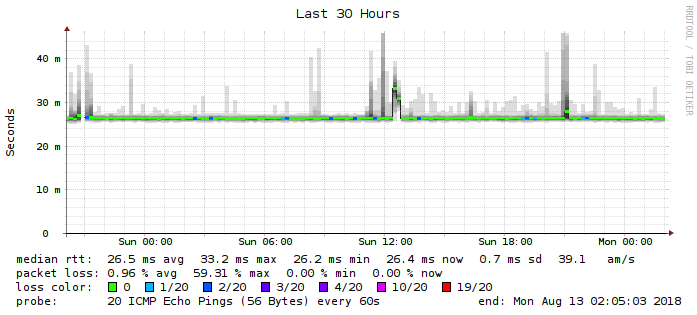 Last 30 Hours
RRDTOOL / TOBI OETIKER
Seconds
40 m
30 m
20 m
10 m
0
Sun 00:00 Sun 06:00 Sun 12:00 Sun 18:00 Mon 00:00
median rtt: 26.5 ms avg 33.2 ms max 26.2 ms min 26.4 ms now 0.7 ms sd 39.1 am/s
packet loss: 0.96 % avg 59.31 % max 0.00 % min 0.00 % now
loss color: 0 1/20 2/20 3/20 4/20 10/20 19/20
probe: 20 ICMP Echo Pings (56 Bytes) every 60s end: Mon Aug 13 02:05:03 2018